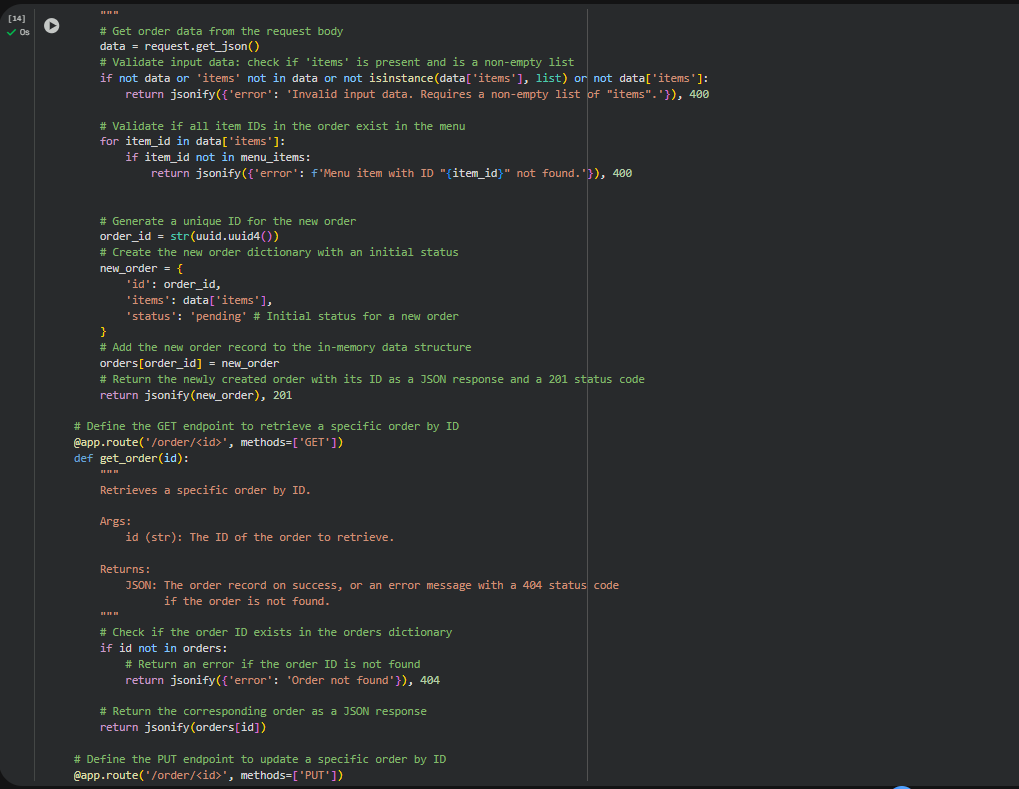 [14]
0s
"""
# Get order data from the request body
data = request.get_json()
# Validate input data: check if 'items' is present and is a non-empty list
if not data or 'items' not in data or not isinstance(data['items'], list) or not data['items']:
    return jsonify({'error': 'Invalid input data. Requires a non-empty list of "items".'}), 400

# Validate if all item IDs in the order exist in the menu
for item_id in data['items']:
    if item_id not in menu_items:
        return jsonify({'error': f'Menu item with ID "{item_id}" not found.'}), 400


# Generate a unique ID for the new order
order_id = str(uuid.uuid4())
# Create the new order dictionary with an initial status
new_order = {
    'id': order_id,
    'items': data['items'],
    'status': 'pending' # Initial status for a new order
}
# Add the new order record to the in-memory data structure
orders[order_id] = new_order
# Return the newly created order with its ID as a JSON response and a 201 status code
return jsonify(new_order), 201

# Define the GET endpoint to retrieve a specific order by ID
@app.route('/order/<id>', methods=['GET'])
def get_order(id):
    """
    Retrieves a specific order by ID.

    Args:
        id (str): The ID of the order to retrieve.

    Returns:
        JSON: The order record on success, or an error message with a 404 status code
              if the order is not found.
    """
    # Check if the order ID exists in the orders dictionary
    if id not in orders:
        # Return an error if the order ID is not found
        return jsonify({'error': 'Order not found'}), 404

    # Return the corresponding order as a JSON response
    return jsonify(orders[id])

# Define the PUT endpoint to update a specific order by ID
@app.route('/order/<id>', methods=['PUT'])